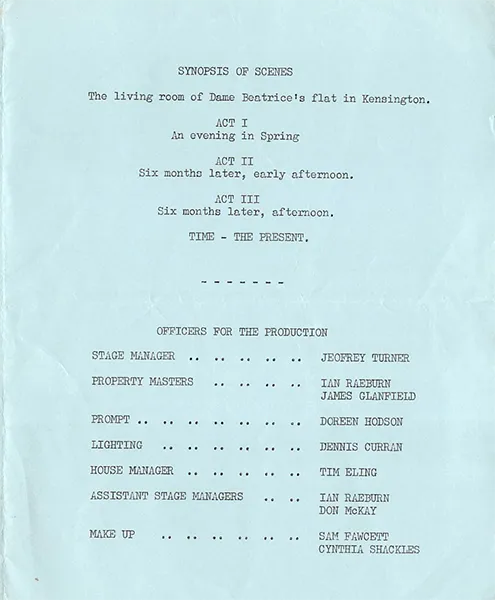 SYNOPSIS OF SCENES
The living room of Dame Beatrice's flat in Kensington.
ACT I
An evening in Spring
ACT II
Six months later, early afternoon.
ACT III
Six months later, afternoon.
TIME - THE PRESENT.
- - - - - - -
OFFICERS FOR THE PRODUCTION
STAGE MANAGER .. .. .. .. .. JEOFREY TURNER
PROPERTY MASTERS .. .. .. .. IAN RAEBURN
JAMES GLANFIELD
PROMPT .. .. .. .. .. .. .. DOREEN HODSON
LIGHTING .. .. .. .. .. .. DENNIS CURRAN
HOUSE MANAGER .. .. .. .. .. TIM ELING
ASSISTANT STAGE MANAGERS .. .. IAN RAEBURN
DON McKAY
MAKE UP .. .. .. .. .. .. SAM FAWCETT
CYNTHIA SHACKLES